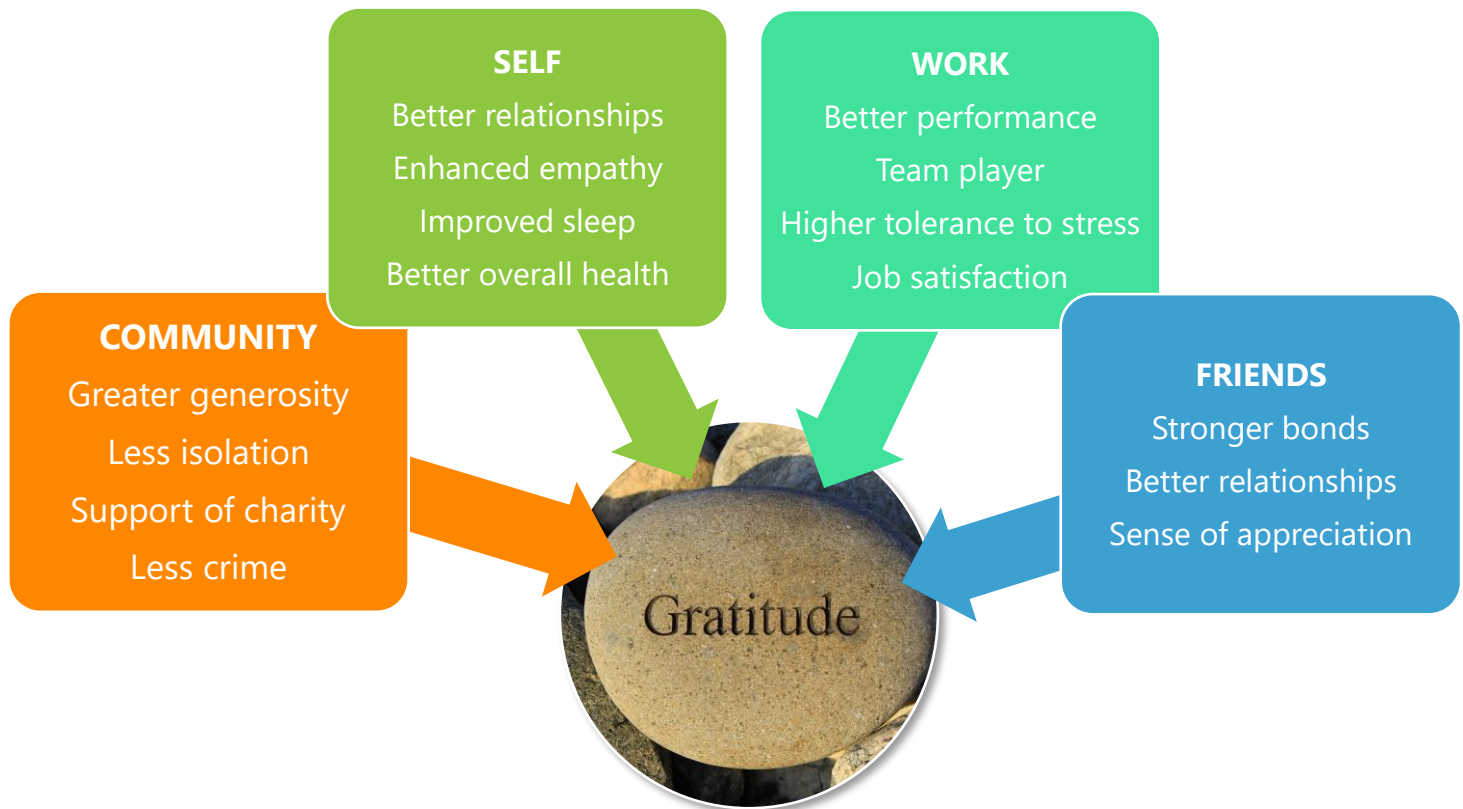 SELF
Better relationships
Enhanced empathy
Improved sleep
Better overall health
WORK
Better performance
Team player
Higher tolerance to stress
Job satisfaction
COMMUNITY
Greater generosity
Less isolation
Support of charity
Less crime
FRIENDS
Stronger bonds
Better relationships
Sense of appreciation
Gratitude